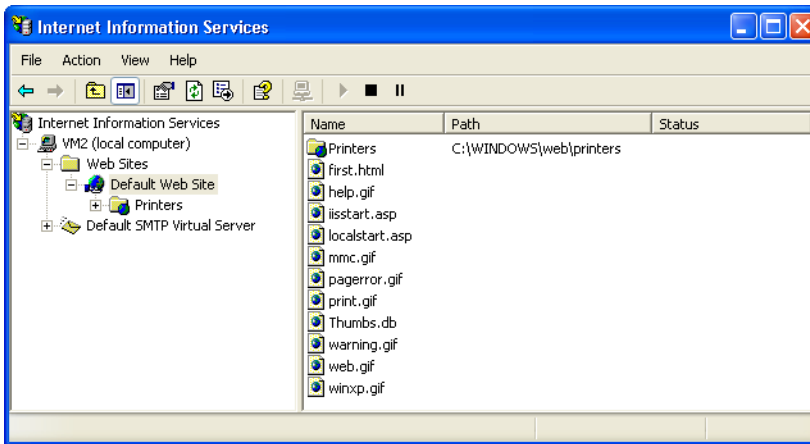 Internet Information Services
File Action View Help
Internet Information Services
VM2 (local computer)
Web Sites
Default Web Site
Printers
Default SMTP Virtual Server
Name Path Status
Printers C:\WINDOWS\web\printers
first.html
help.gif
iisstart.asp
localstart.asp
mmc.gif
pagerror.gif
print.gif
Thumbs.db
warning.gif
web.gif
winxp.gif